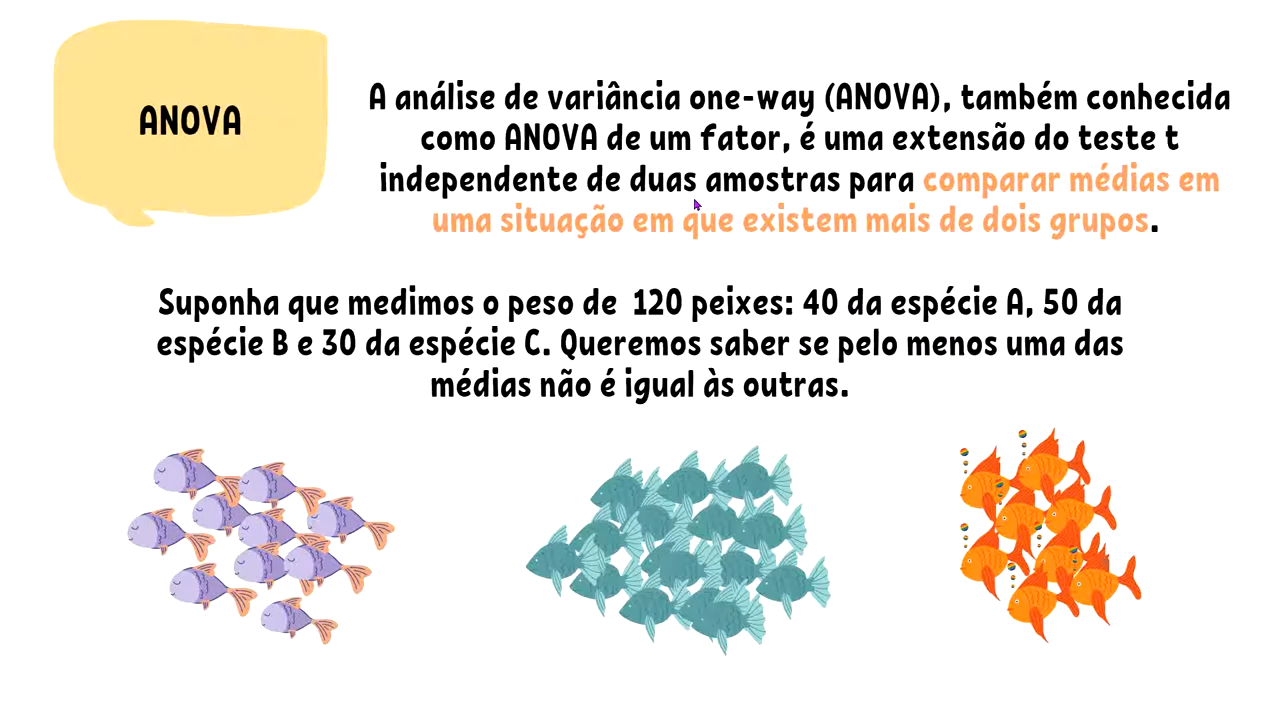 ANOVA
A análise de variância one-way (ANOVA), também conhecida
como ANOVA de um fator, é uma extensão do teste t
independente de duas amostras para comparar médias em
uma situação em que existem mais de dois grupos.
Suponha que medimos o peso de 120 peixes: 40 da espécie A, 50 da
espécie B e 30 da espécie C. Queremos saber se pelo menos uma das
médias não é igual às outras.